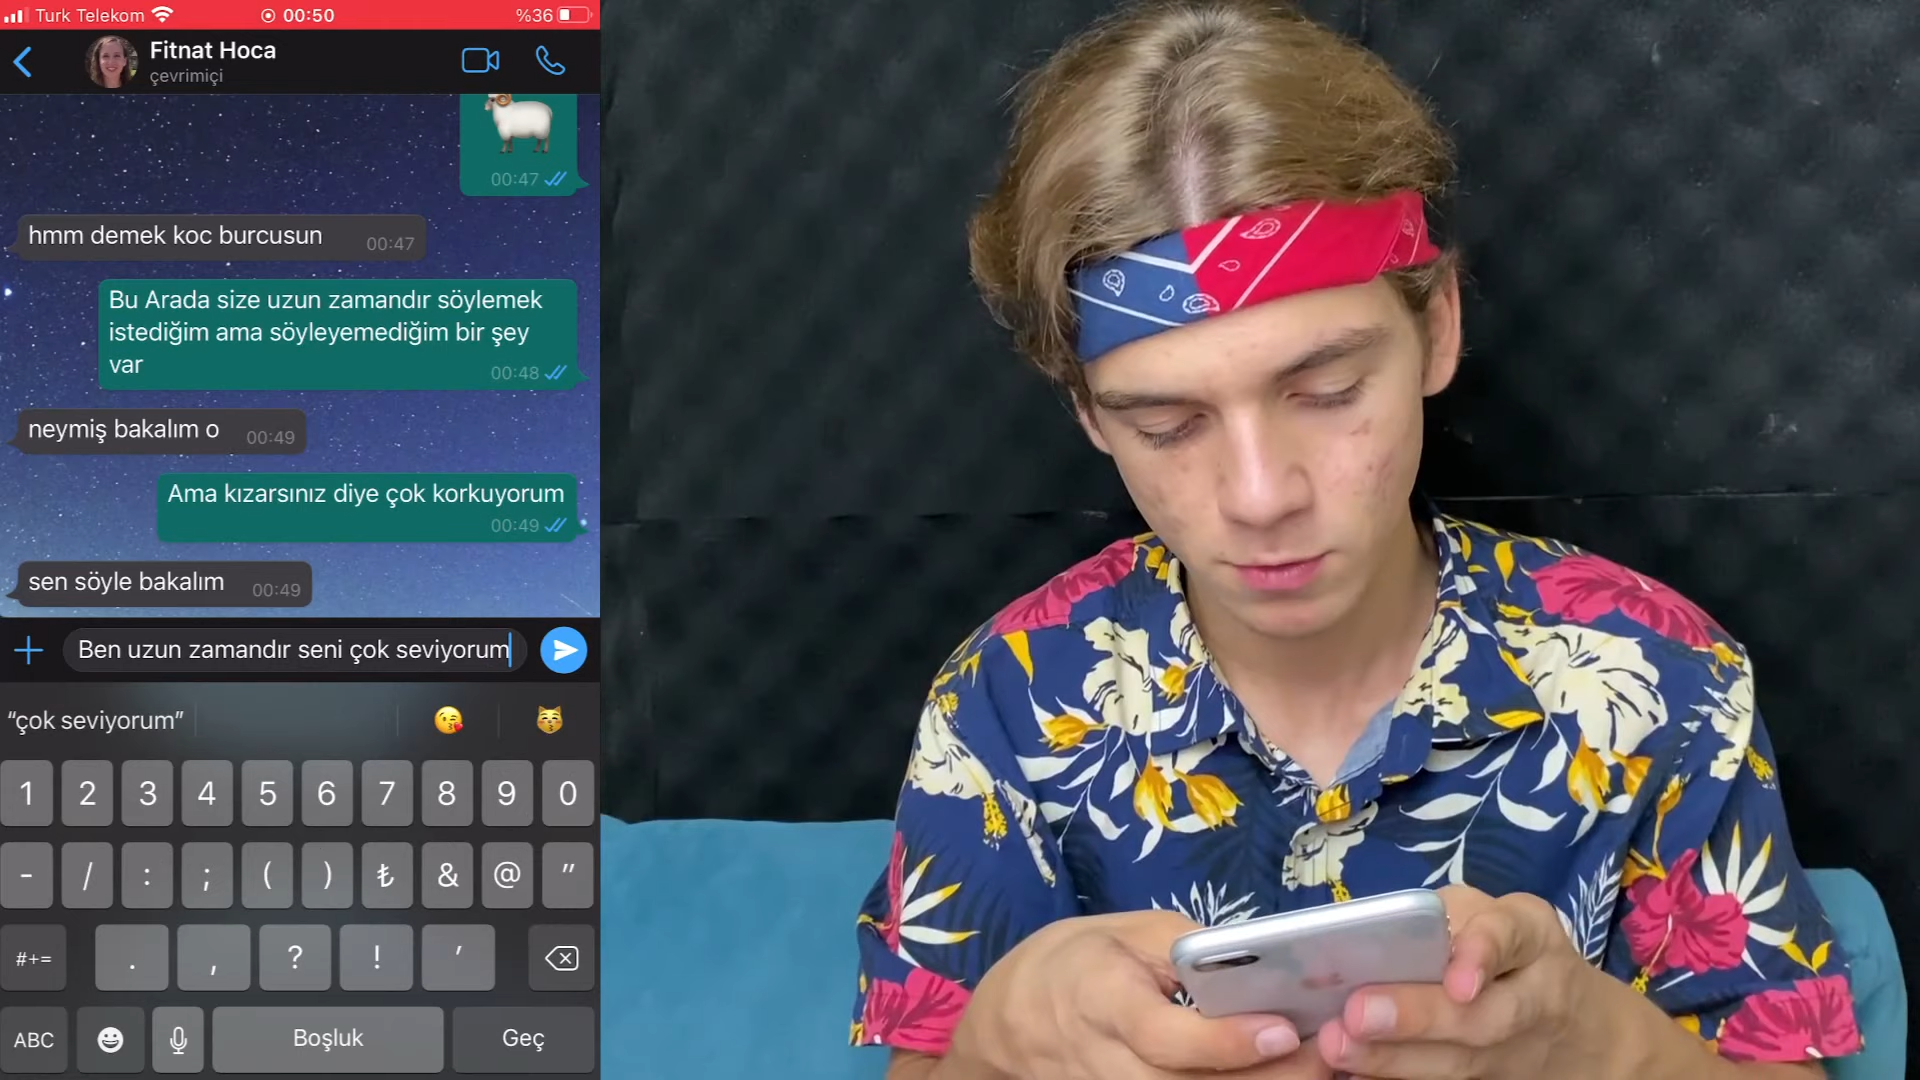 Turk Telekom 00:50 %36
Fitnat Hoca
çevrimiçi
00:47
hmm demek koc burcusun 00:47
Bu Arada size uzun zamandır söylemek
istediğim ama söyleyemediğim bir şey
var
00:48
neymiş bakalım o 00:49
Ama kızarsınız diye çok korkuyorum
00:49
sen söyle bakalım 00:49
Ben uzun zamandır seni çok seviyorum
“çok seviyorum”
1 2 3 4 5 6 7 8 9 0
- / : ; ( ) ₺ & @ "
#+= . , ? ! ’
ABC Boşluk Geç